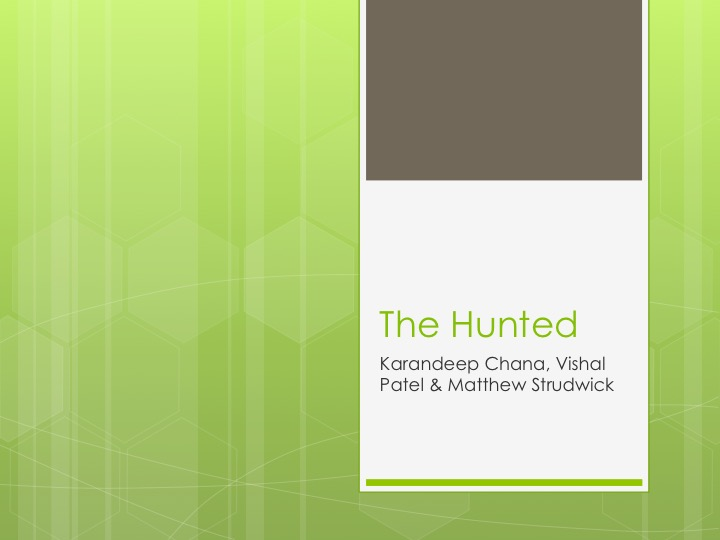 The Hunted
Karandeep Chana, Vishal
Patel & Matthew Strudwick